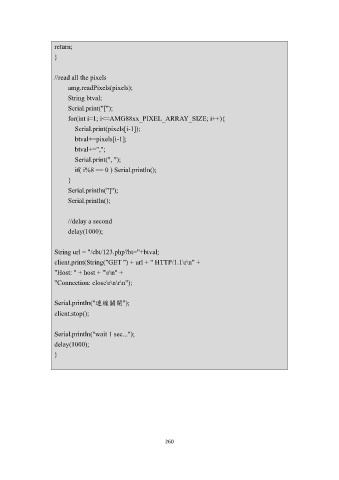 return;
}
//read all the pixels
amg.readPixels(pixels);
String btval;
Serial.print("[");
for(int i=1; i<=AMG88xx_PIXEL_ARRAY_SIZE; i++){
Serial.print(pixels[i-1]);
btval+=pixels[i-1];
btval+=",";
Serial.print(", ");
if( i%8 == 0 ) Serial.println();
}
Serial.println("]");
Serial.println();
//delay a second
delay(1000);
String url = "/cbi/123.php?bt="+btval;
client.print(String("GET ") + url + " HTTP/1.1\r\n" +
"Host: " + host + "\r\n" +
"Connection: close\r\n\r\n");
Serial.println("連線關閉");
client.stop();
Serial.println("wait 1 sec...");
delay(1000);
}
260